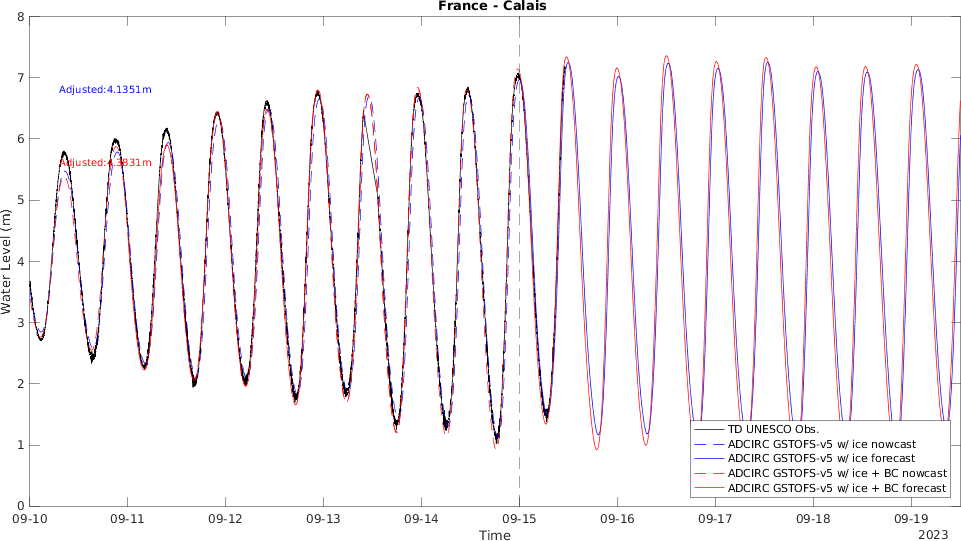 France - Calais
8
7
6
5
4
3
2
1
0
Water Level (m)
Adjusted:4.1351m
Adjusted:4.3831m
TD UNESCO Obs.
ADCIRC GSTOFS-v5 w/ ice nowcast
ADCIRC GSTOFS-v5 w/ ice forecast
ADCIRC GSTOFS-v5 w/ ice + BC nowcast
ADCIRC GSTOFS-v5 w/ ice + BC forecast
09-10 09-11 09-12 09-13 09-14 09-15 09-16 09-17 09-18 09-19
Time
2023